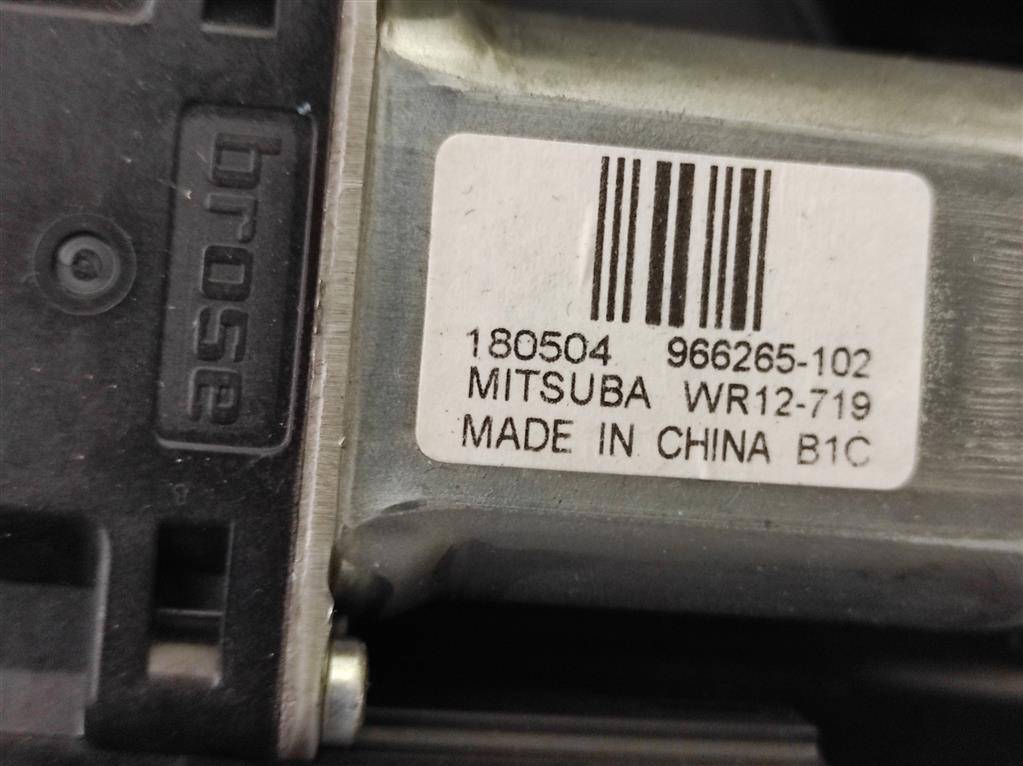 brose
180504 966265-102
MITSUBA WR12-719
MADE IN CHINA B1C